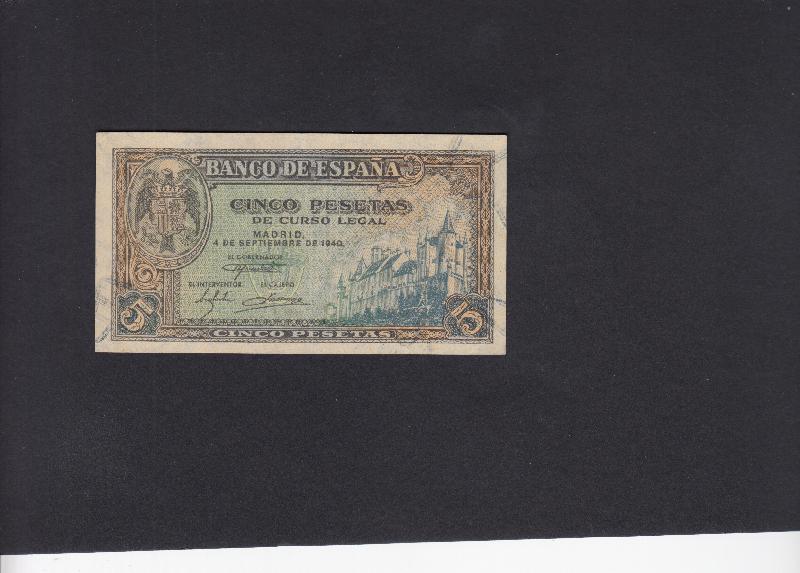 BANCO DE ESPAÑA
CINCO PESETAS
DE CURSO LEGAL
MADRID,
4 DE SEPTIEMBRE DE 1940.
EL GOBERNADOR
EL INTERVENTOR EL CAJERO
5 5
CINCO PESETAS